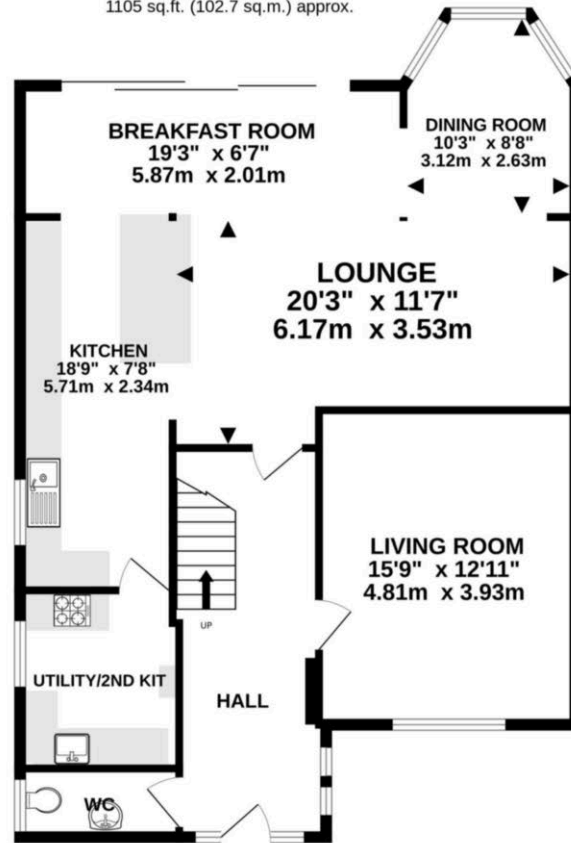 1105 sq.ft. (102.7 sq.m.) approx.
BREAKFAST ROOM
19'3" x 6'7"
5.87m x 2.01m
DINING ROOM
10'3" x 8'8"
3.12m x 2.63m
LOUNGE
20'3" x 11'7"
6.17m x 3.53m
KITCHEN
18'9" x 7'8"
5.71m x 2.34m
LIVING ROOM
15'9" x 12'11"
4.81m x 3.93m
UP
UTILITY/2ND KIT
HALL
WC